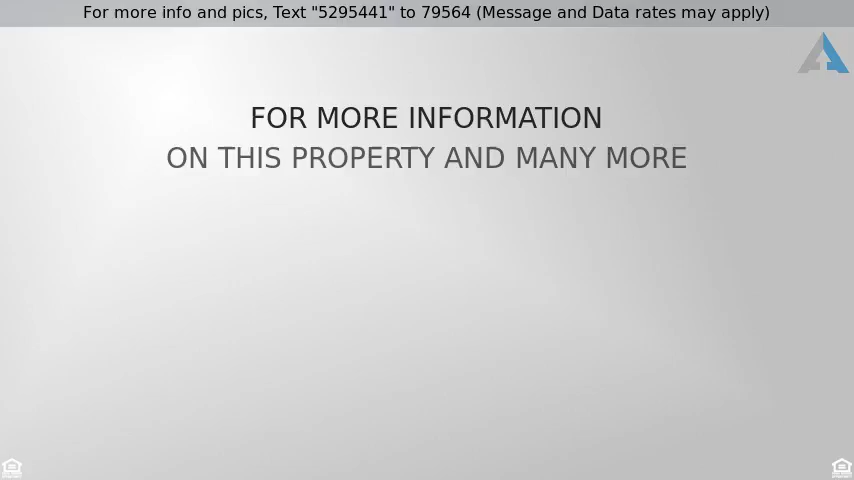 For more info and pics, Text "5295441" to 79564 (Message and Data rates may apply)
FOR MORE INFORMATION
ON THIS PROPERTY AND MANY MORE